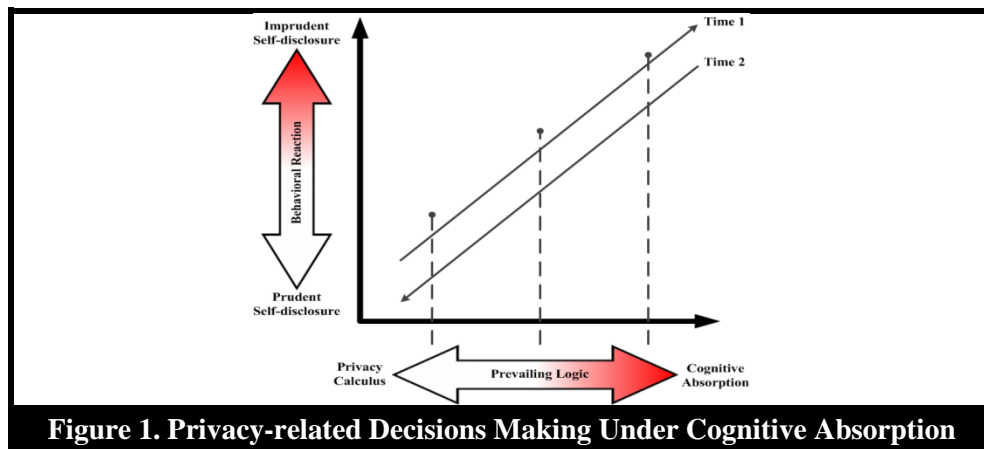 Imprudent
Self-disclosure
Time 1
Time 2
Behavioral Reaction
Prudent
Self-disclosure
Privacy
Calculus
Prevailing Logic
Cognitive
Absorption
Figure 1. Privacy-related Decisions Making Under Cognitive Absorption